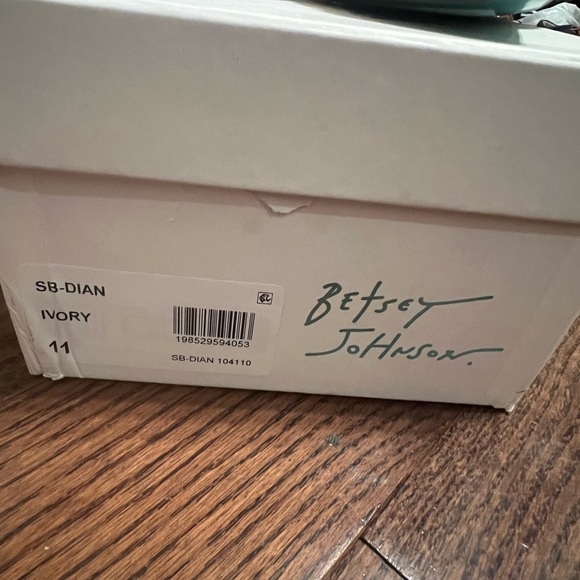 SB-DIAN
IVORY
11
198529594053
SB-DIAN 104110
BEtsEY
JOHNSON.